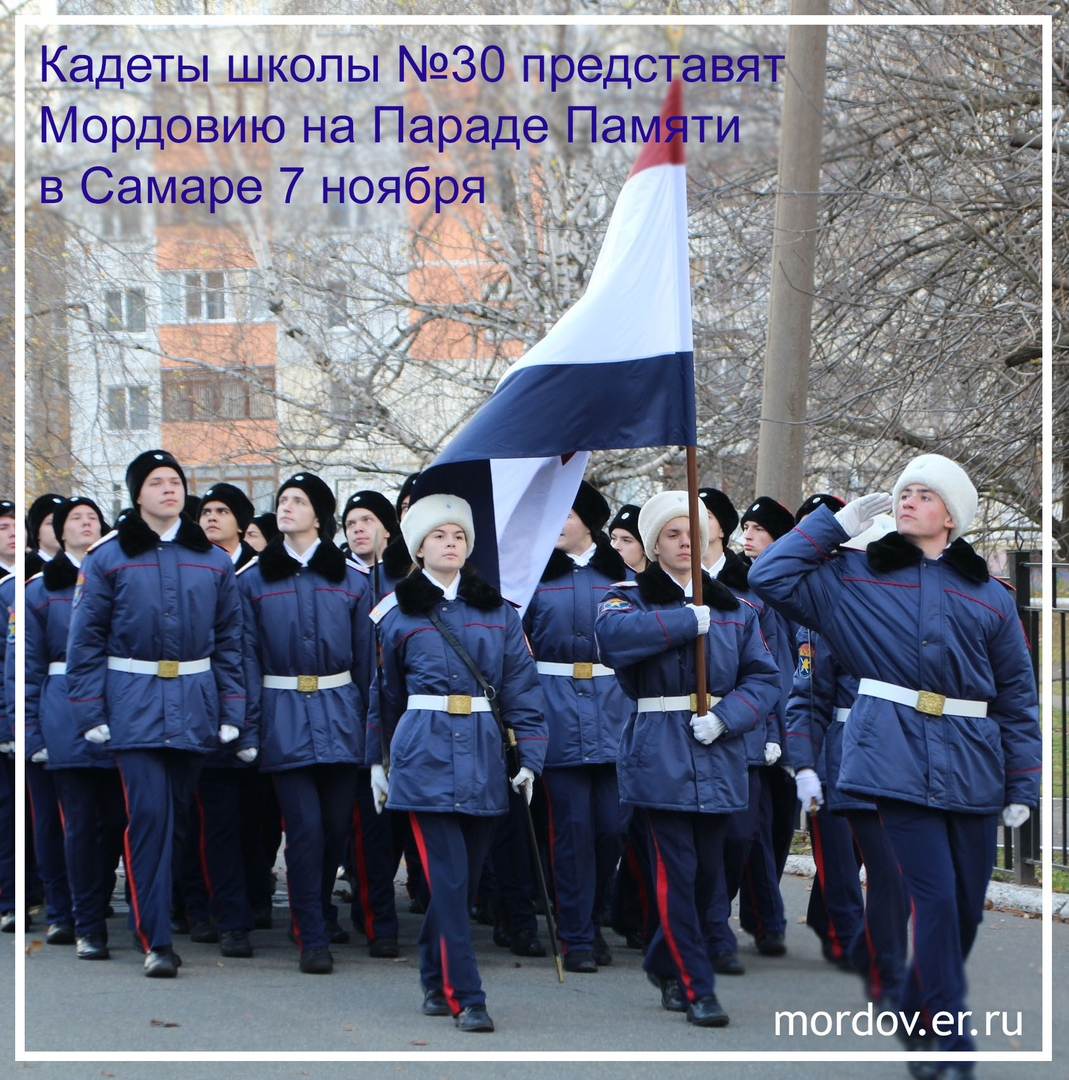 Кадеты школы №30 представят
Мордовию на Параде Памяти
в Самаре 7 ноября
mordov.er.ru